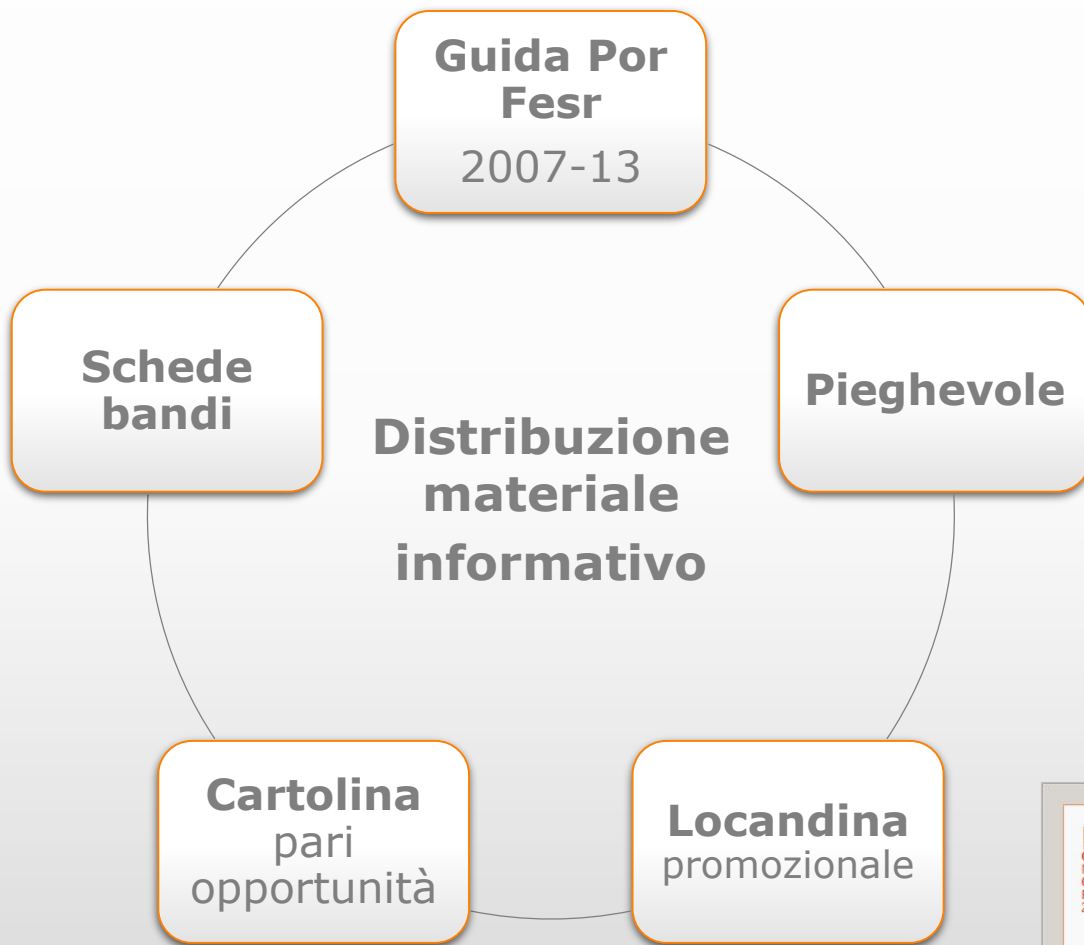 Guida Por
Fesr
2007-13
Schede
bandi
Pieghevole
Distribuzione
materiale
informativo
Cartolina
pari
opportunità
Locandina
promozionale